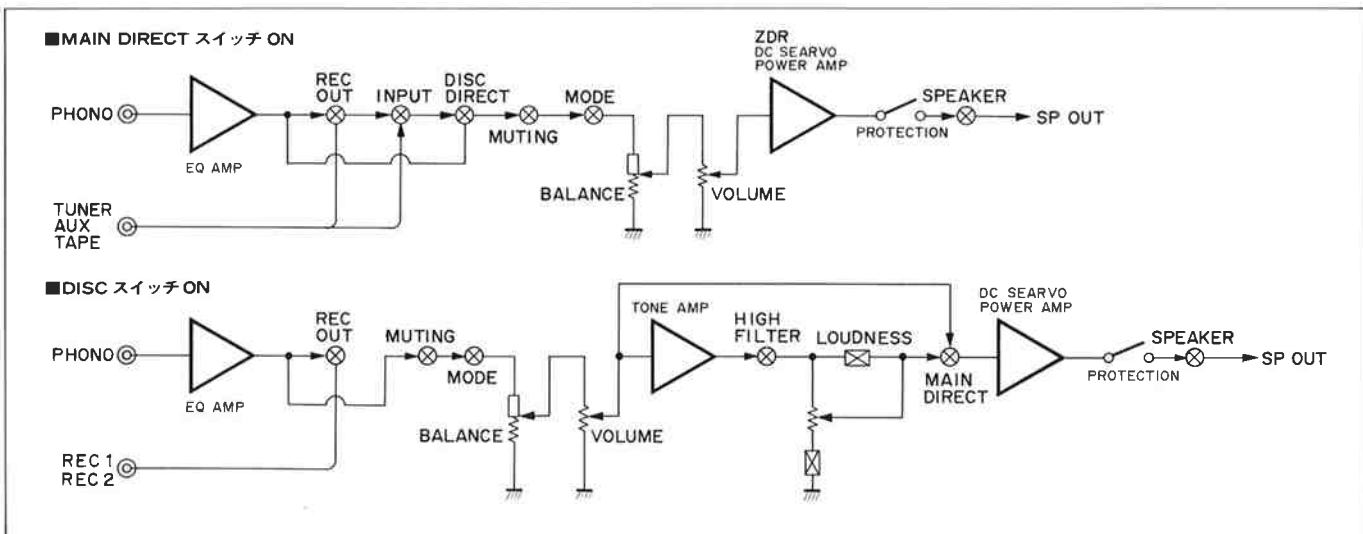 ■MAIN DIRECT スイッチ ON
PHONO
EQ AMP
REC
OUT
INPUT
DISC
DIRECT
MUTING
MODE
BALANCE
VOLUME
ZDR
DC SEARVO
POWER AMP
PROTECTION
SPEAKER
SP OUT
TUNER
AUX
TAPE
■DISC スイッチ ON
PHONO
EQ AMP
REC
OUT
MUTING
MODE
BALANCE
VOLUME
TONE AMP
HIGH
FILTER
LOUDNESS
MAIN
DIRECT
DC SEARVO
POWER AMP
PROTECTION
SPEAKER
SP OUT
REC 1
REC 2